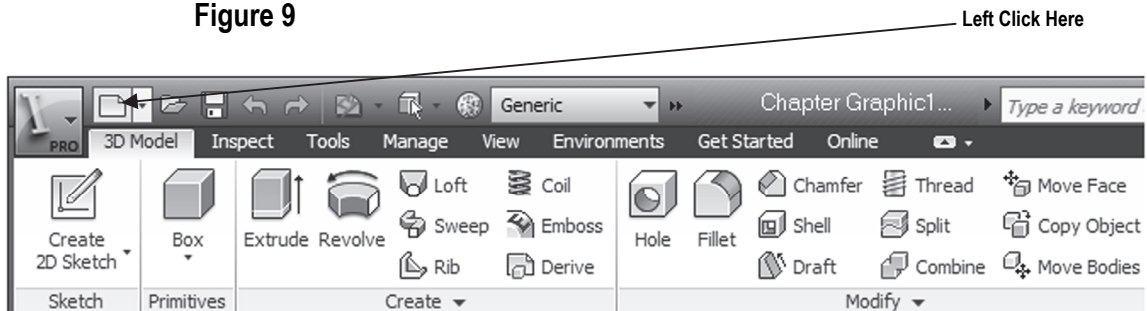 Figure 9
Left Click Here
Generic
Chapter Graphic1...
Type a keyword
PRO
3D Model Inspect Tools Manage View Environments Get Started Online
Loft Coil Chamfer Thread Move Face
Sweep Emboss Shell Split Copy Object
Create
2D Sketch Box Extrude Revolve Hole Fillet
Rib Derive Draft Combine Move Bodies
Sketch Primitives Create Modify